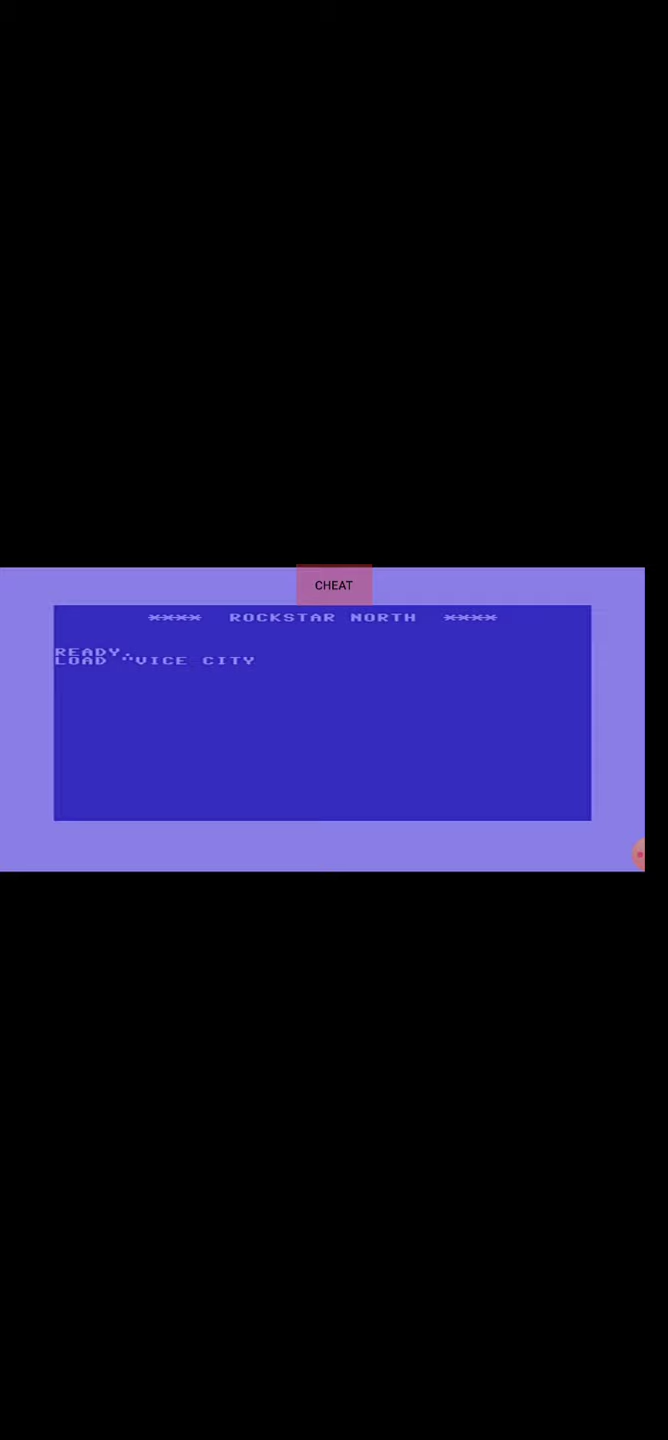 CHEAT
**** ROCKSTAR NORTH ****
READY.
LOAD "VICE CITY